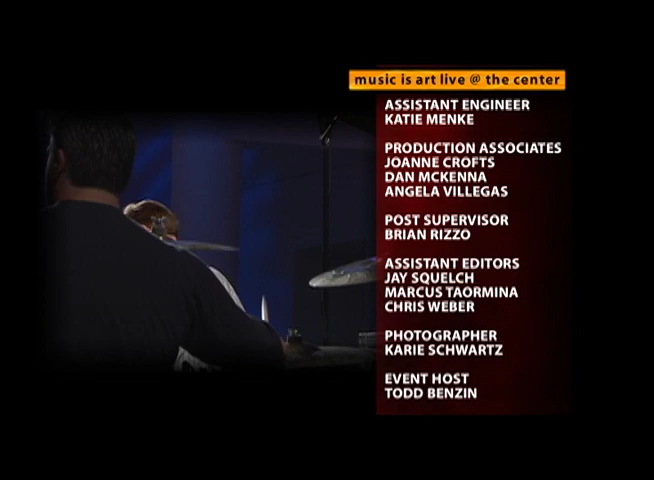 music is art live @ the center
ASSISTANT ENGINEER
KATIE MENKE
PRODUCTION ASSOCIATES
JOANNE CROFTS
DAN MCKENNA
ANGELA VILLEGAS
POST SUPERVISOR
BRIAN RIZZO
ASSISTANT EDITORS
JAY SQUELCH
MARCUS TAORMINA
CHRIS WEBER
PHOTOGRAPHER
KARIE SCHWARTZ
EVENT HOST
TODD BENZIN